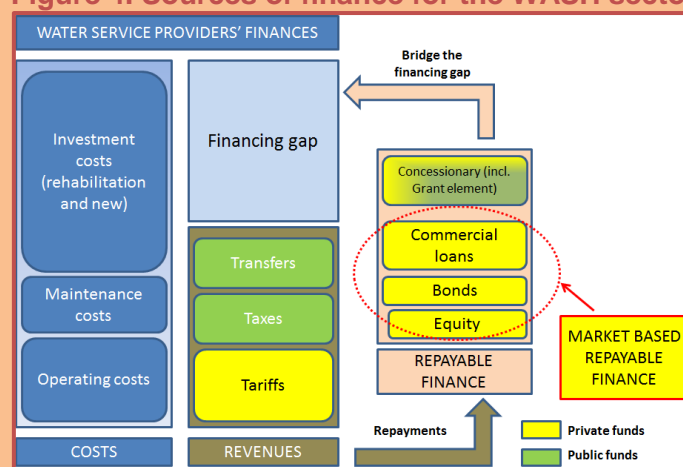 WATER SERVICE PROVIDERS' FINANCES
Investment
costs
(rehabilitation
and new)
Maintenance
costs
Operating costs
COSTS
Financing gap
Transfers
Taxes
Tariffs
REVENUES
Bridge the
financing gap
Concessionary (incl.
Grant element)
Commercial
loans
Bonds
Equity
REPAYABLE
FINANCE
Repayments
MARKET BASED
REPAYABLE
FINANCE
Private funds
Public funds